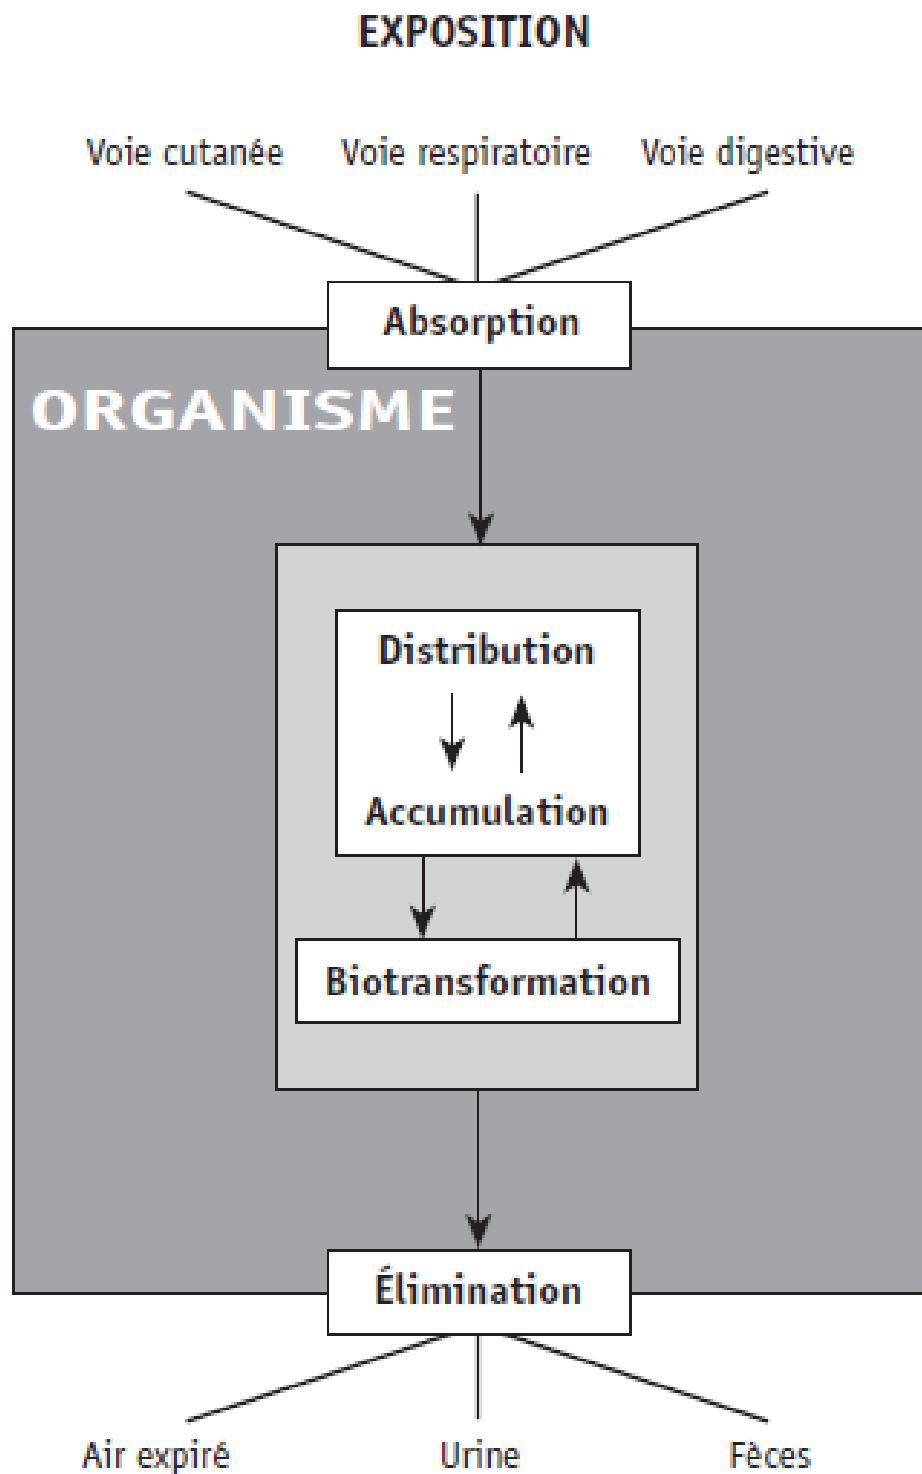 EXPOSITION
Voie cutanée Voie respiratoire Voie digestive
Absorption
ORGANISME
Distribution
Accumulation
Biotransformation
Élimination
Air expiré Urine Fèces